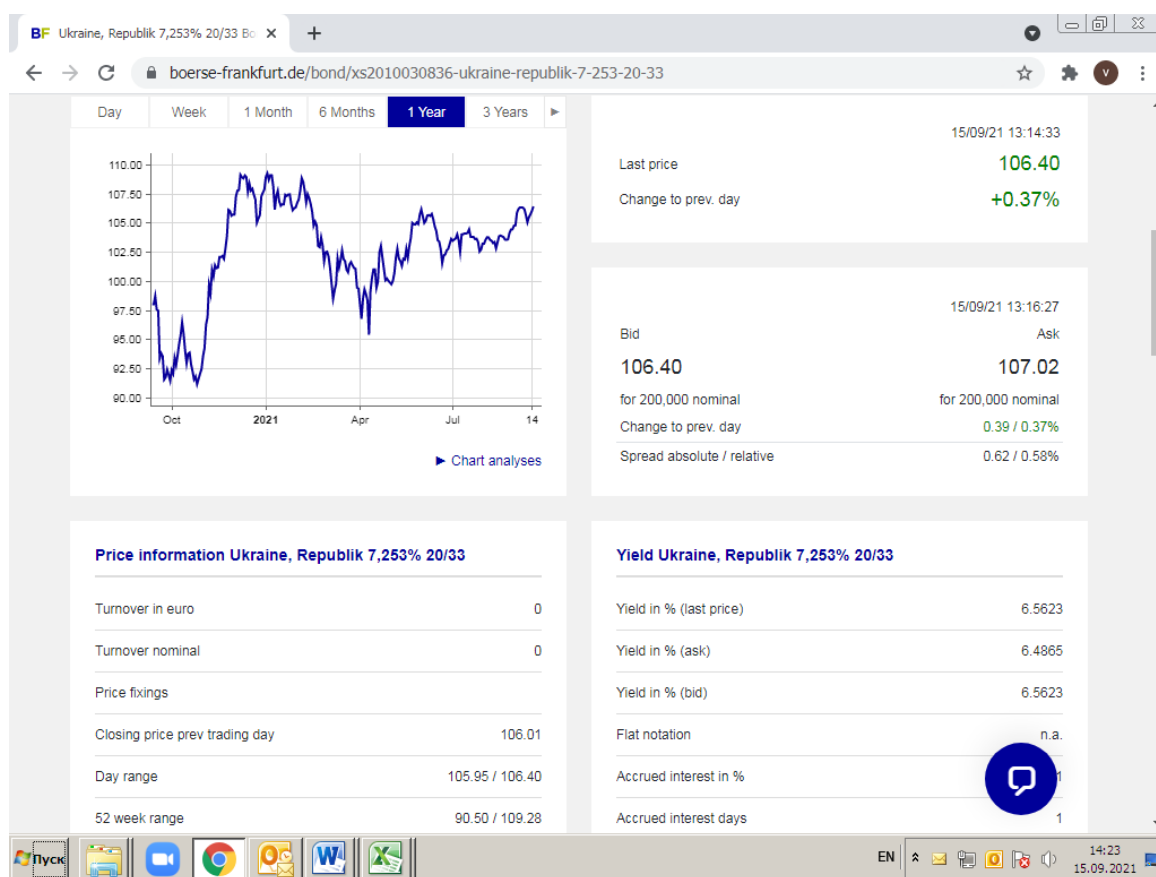 BF Ukraine, Republik 7,253% 20/33 Bo
boerse-frankfurt.de/bond/xs2010030836-ukraine-republik-7-253-20-33
V
Day Week 1 Month 6 Months 1 Year 3 Years
110.00
107.50
105.00
102.50
100.00
97.50
95.00
92.50
90.00
Oct 2021 Apr Jul 14
Chart analyses
15/09/21 13:14:33
Last price 106.40
Change to prev. day +0.37%
15/09/21 13:16:27
Bid Ask
106.40 107.02
for 200,000 nominal for 200,000 nominal
Change to prev. day 0.39 / 0.37%
Spread absolute / relative 0.62 / 0.58%
Price information Ukraine, Republik 7,253% 20/33
Turnover in euro 0
Turnover nominal 0
Price fixings
Closing price prev trading day 106.01
Day range 105.95 / 106.40
52 week range 90.50 / 109.28
Yield Ukraine, Republik 7,253% 20/33
Yield in % (last price) 6.5623
Yield in % (ask) 6.4865
Yield in % (bid) 6.5623
Flat notation n.a.
Accrued interest in %
Accrued interest days 1
Пуск
EN
14:23
15.09.2021